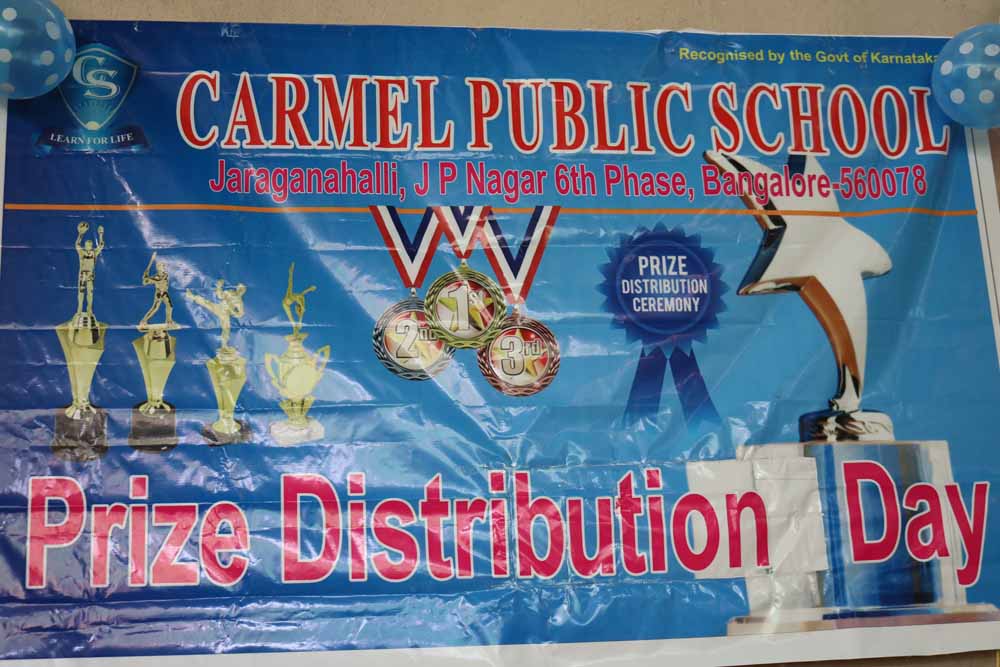 Recognised by the Govt of Karnataka
CS
LEARN FOR LIFE
CARMEL PUBLIC SCHOOL
Jaraganahalli, J P Nagar 6th Phase, Bangalore-560078
1st
2nd
3rd
PRIZE
DISTRIBUTION
CEREMONY
Prize Distribution Day